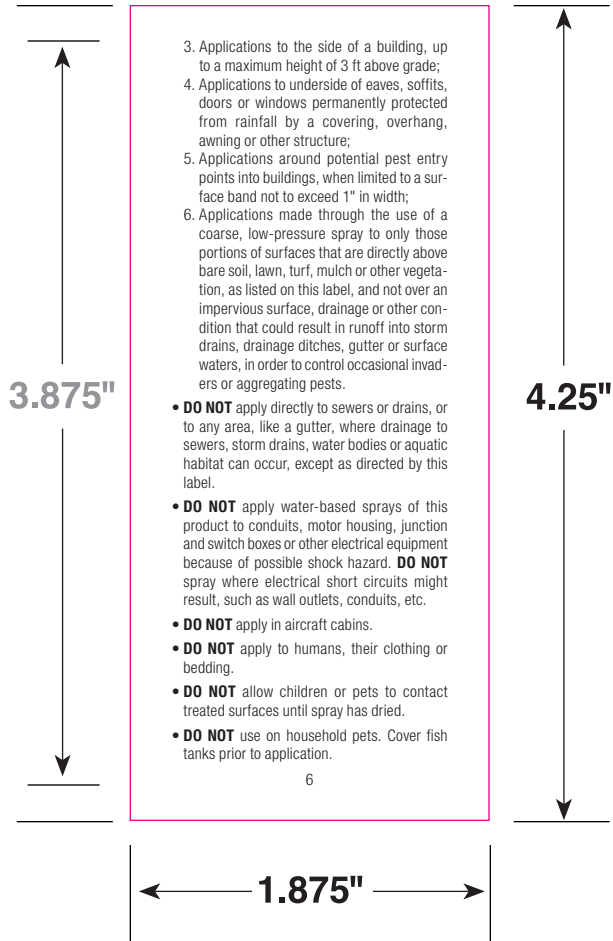 3. Applications to the side of a building, up
to a maximum height of 3 ft above grade;
4. Applications to underside of eaves, soffits,
doors or windows permanently protected
from rainfall by a covering, overhang,
awning or other structure;
5. Applications around potential pest entry
points into buildings, when limited to a sur-
face band not to exceed 1" in width;
6. Applications made through the use of a
coarse, low-pressure spray to only those
portions of surfaces that are directly above
bare soil, lawn, turf, mulch or other vegeta-
tion, as listed on this label, and not over an
impervious surface, drainage or other con-
dition that could result in runoff into storm
drains, drainage ditches, gutter or surface
waters, in order to control occasional invad-
ers or aggregating pests.
• DO NOT apply directly to sewers or drains, or
to any area, like a gutter, where drainage to
sewers, storm drains, water bodies or aquatic
habitat can occur, except as directed by this
label.
• DO NOT apply water-based sprays of this
product to conduits, motor housing, junction
and switch boxes or other electrical equipment
because of possible shock hazard. DO NOT
spray where electrical short circuits might
result, such as wall outlets, conduits, etc.
• DO NOT apply in aircraft cabins.
• DO NOT apply to humans, their clothing or
bedding.
• DO NOT allow children or pets to contact
treated surfaces until spray has dried.
• DO NOT use on household pets. Cover fish
tanks prior to application.
6
3.875"
4.25"
1.875"